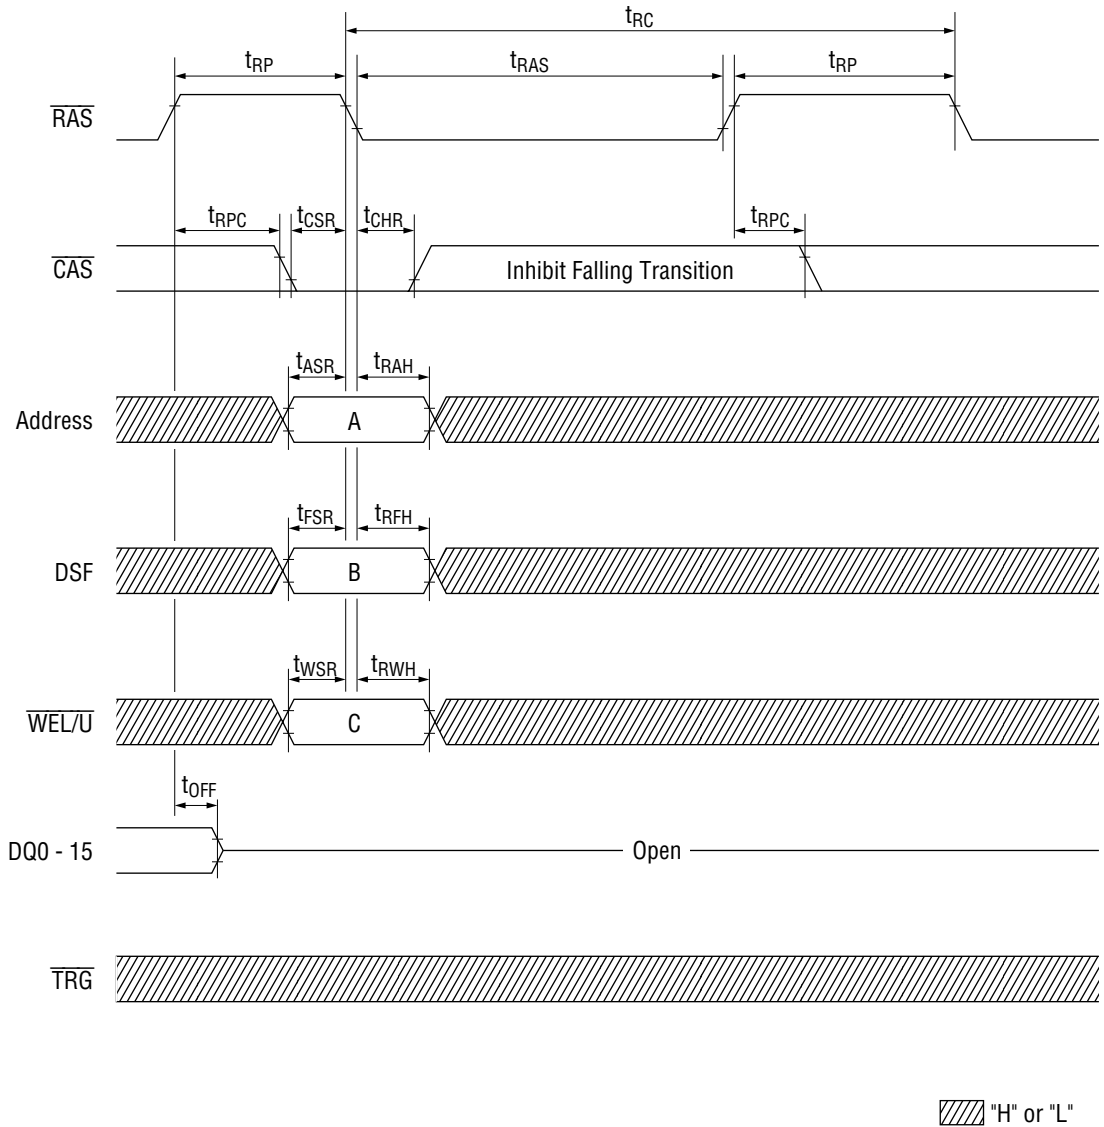 tRC
tRP tRAS tRP
RAS
tRPC tCSR tCHR tRPC
CAS Inhibit Falling Transition
tASR tRAH
Address A
tFSR tRFH
DSF B
tWSR tRWH
WEL/U C
tOFF
DQ0 - 15 Open
TRG
"H" or "L"